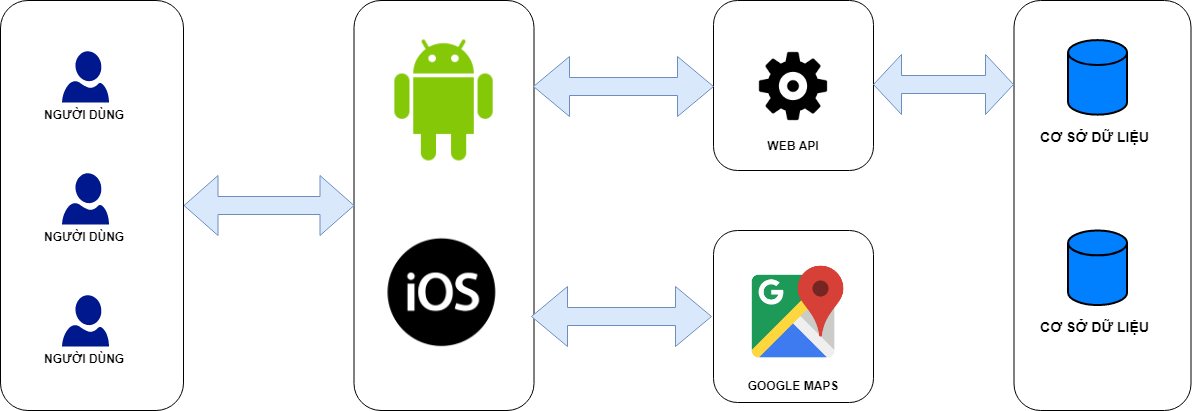 NGƯỜI DÙNG
NGƯỜI DÙNG
NGƯỜI DÙNG
iOS
WEB API
G
GOOGLE MAPS
CƠ SỞ DỮ LIỆU
CƠ SỞ DỮ LIỆU